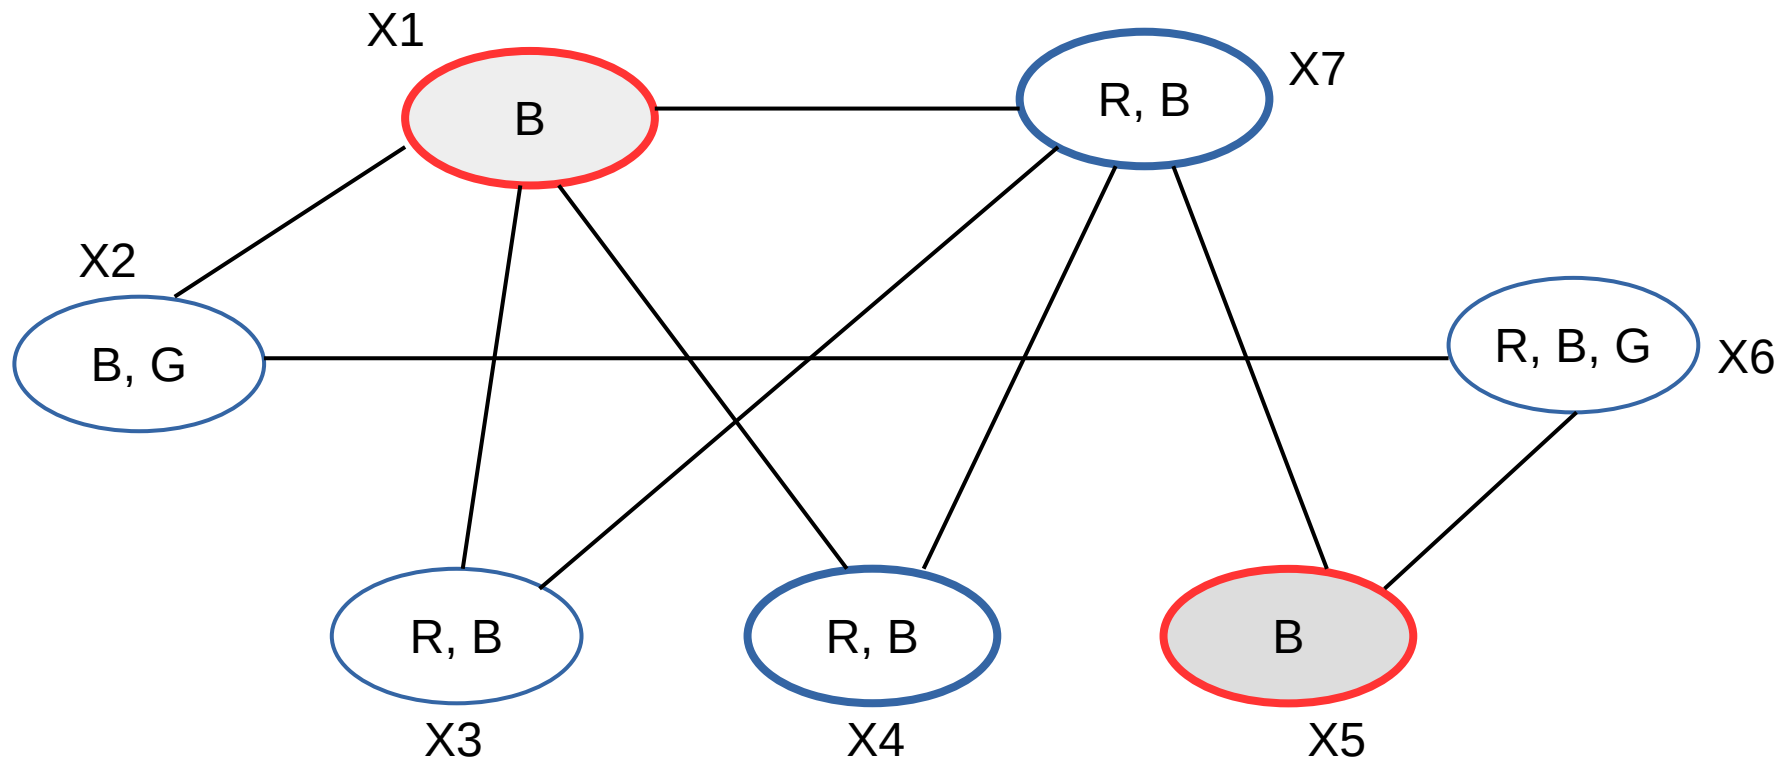 X1
X7
B
R, B
X2
B, G
R, B, G
X6
R, B
R, B
B
X3
X4
X5